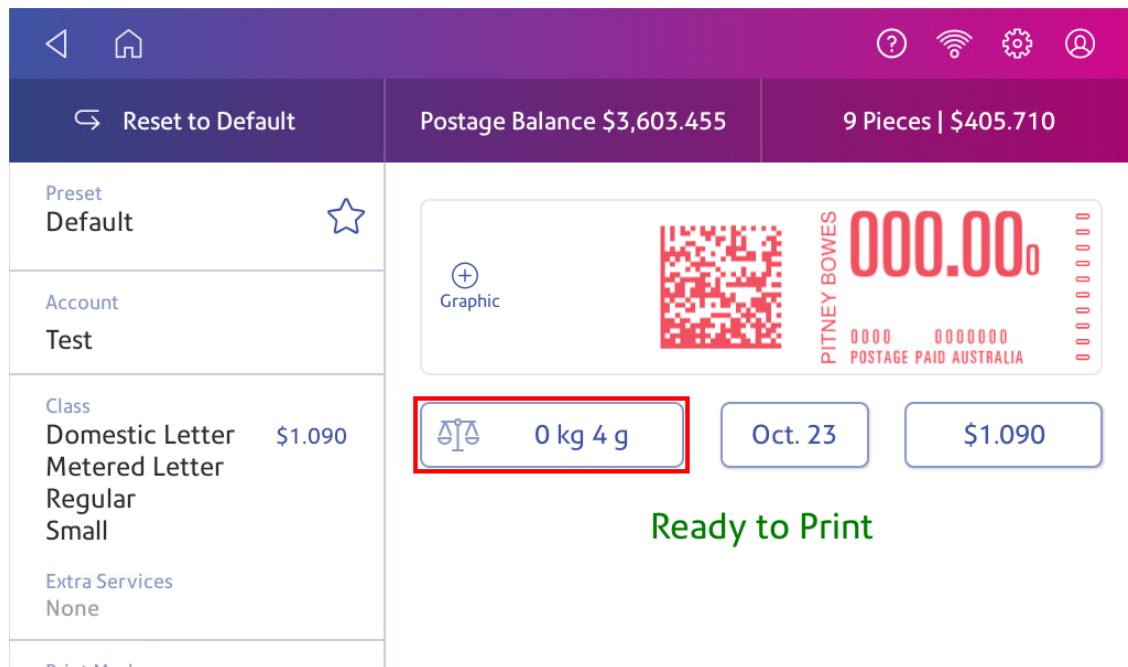 Reset to Default
Postage Balance $3,603.455
9 Pieces | $405.710
Preset
Default
Account
Test
Class
Domestic Letter $1.090
Metered Letter
Regular
Small
Extra Services
None
Graphic
PITNEY BOWES
000.000
0000 0000000
POSTAGE PAID AUSTRALIA
0000000000
0 kg 4 g
Oct. 23
$1.090
Ready to Print